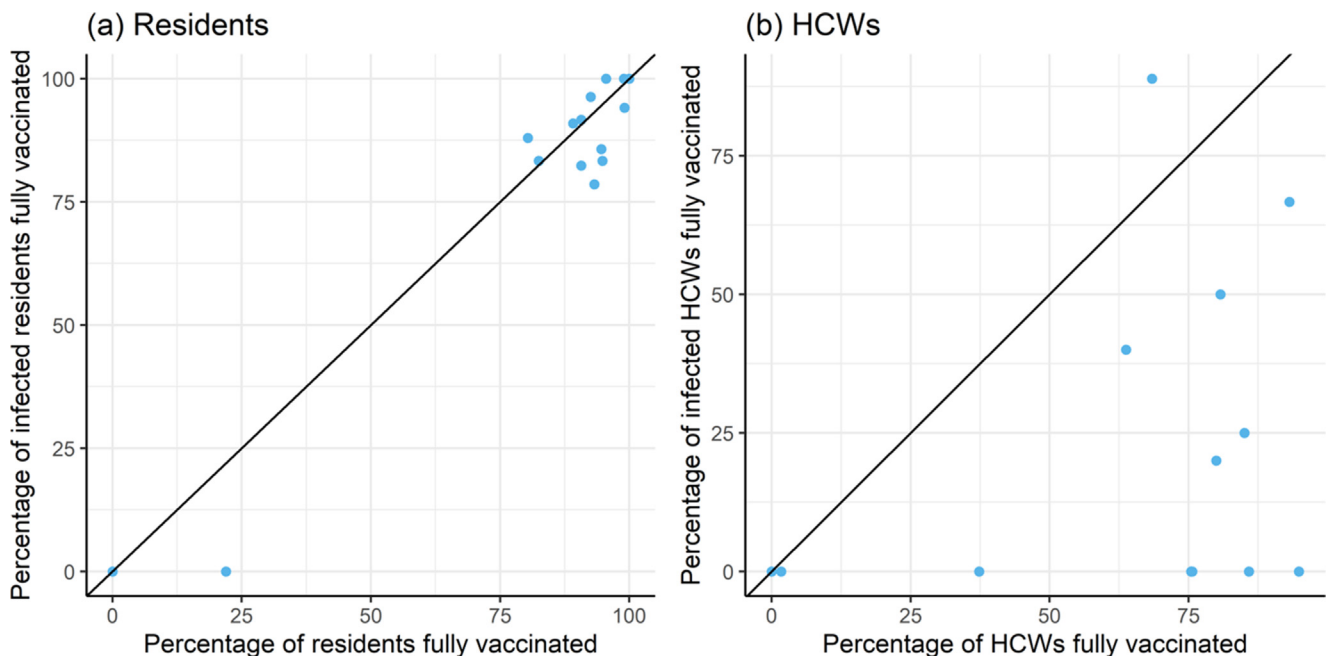 (a) Residents
Percentage of infected residents fully vaccinated
100
75
50
25
0
0 25 50 75 100
Percentage of residents fully vaccinated
(b) HCWs
Percentage of infected HCWs fully vaccinated
75
50
25
0
0 25 50 75
Percentage of HCWs fully vaccinated